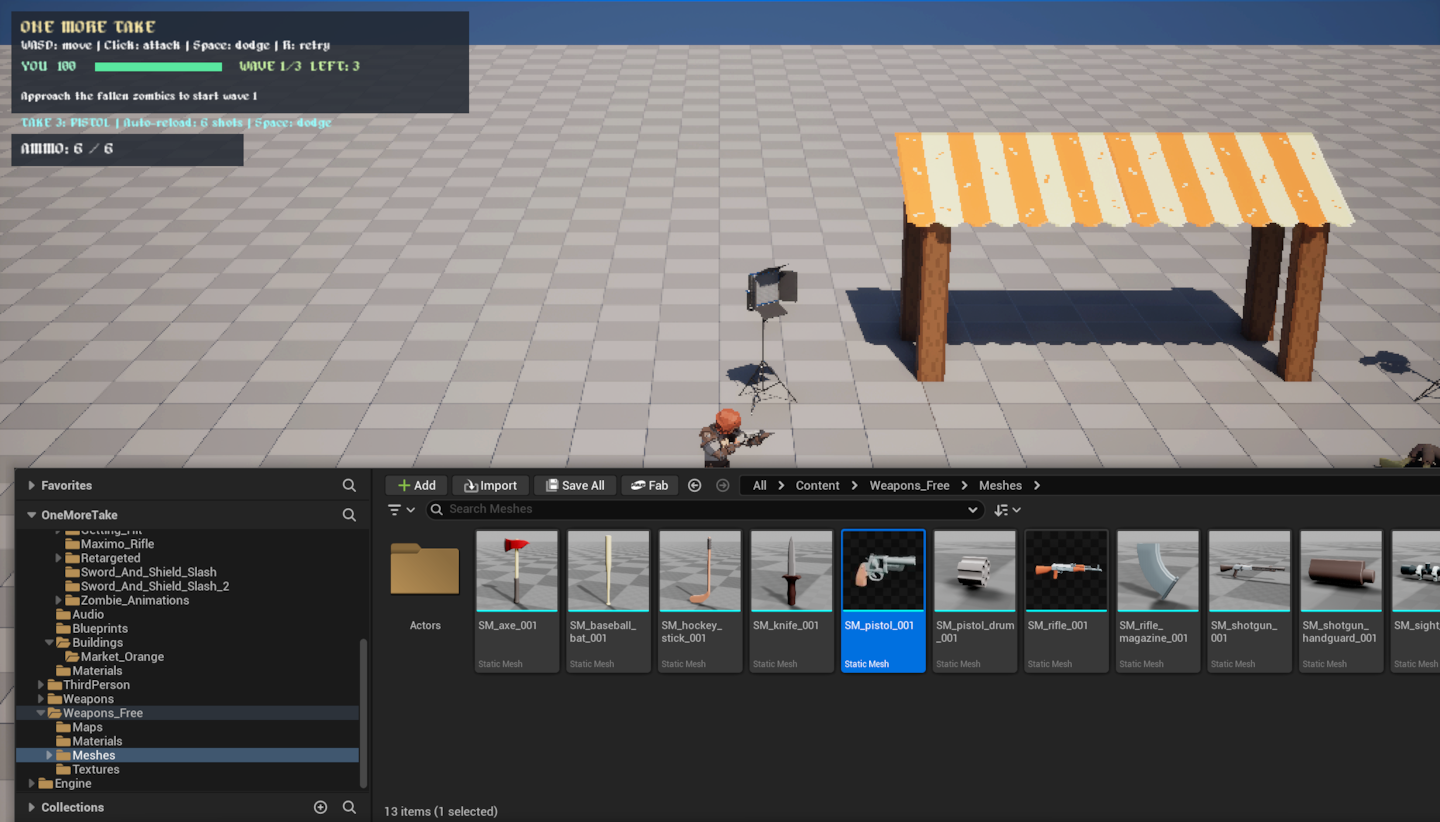 ONE MORE TAKE
WASD: move | Click: attack | Space: dodge | R: retry
YOU 100 WAVE 1/3 LEFT: 3
Approach the fallen zombies to start wave 1
TAKE 3: PISTOL | Auto-reload: 6 shots | Space: dodge
AMMO: 6 / 6
Favorites
OneMoreTake
Maximo_Rifle
Retargeted
Sword_And_Shield_Slash
Sword_And_Shield_Slash_2
Zombie_Animations
Audio
Blueprints
Buildings
Market_Orange
Materials
ThirdPerson
Weapons
Weapons_Free
Maps
Materials
Meshes
Textures
Engine
Collections
Add Import Save All Fab All Content Weapons_Free Meshes
Search Meshes
Actors
SM_axe_001
Static Mesh
SM_baseball_
bat_001
Static Mesh
SM_hockey_
stick_001
Static Mesh
SM_knife_001
Static Mesh
SM_pistol_001
Static Mesh
SM_pistol_drum
_001
Static Mesh
SM_rifle_001
Static Mesh
SM_rifle_
magazine_001
Static Mesh
SM_shotgun_
001
Static Mesh
SM_shotgun_
handguard_001
Static Mesh
SM_sight_
Static Mesh
13 items (1 selected)